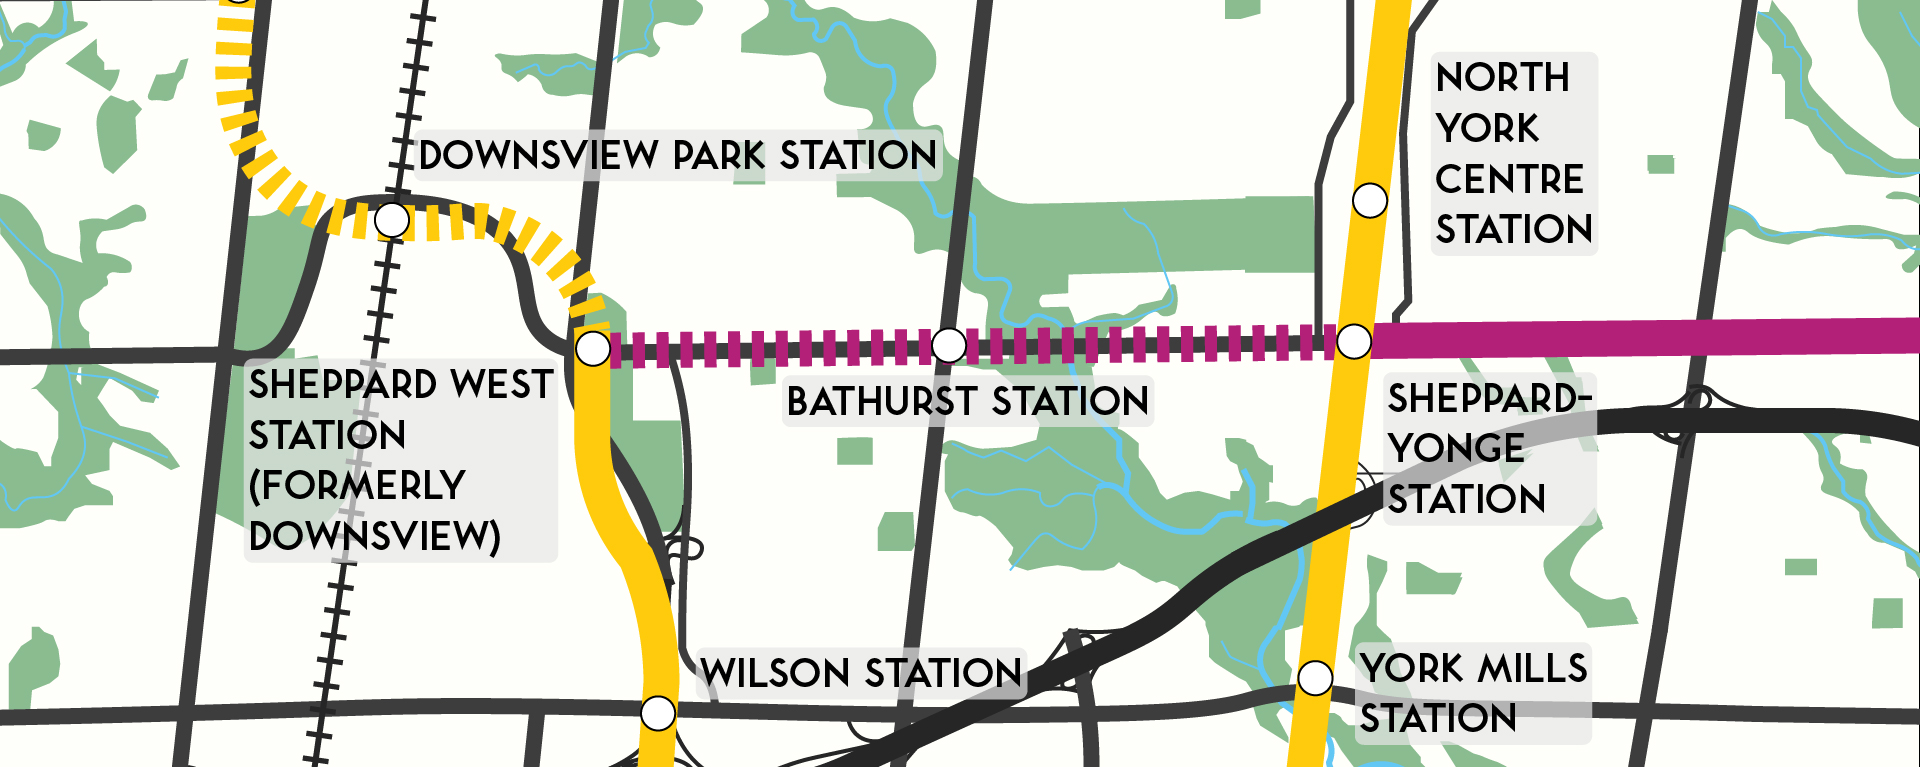 DOWNSVIEW PARK STATION
NORTH
YORK
CENTRE
STATION
SHEPPARD WEST
STATION
(FORMERLY
DOWNSVIEW)
BATHURST STATION
SHEPPARD-
YONGE
STATION
WILSON STATION
YORK MILLS
STATION